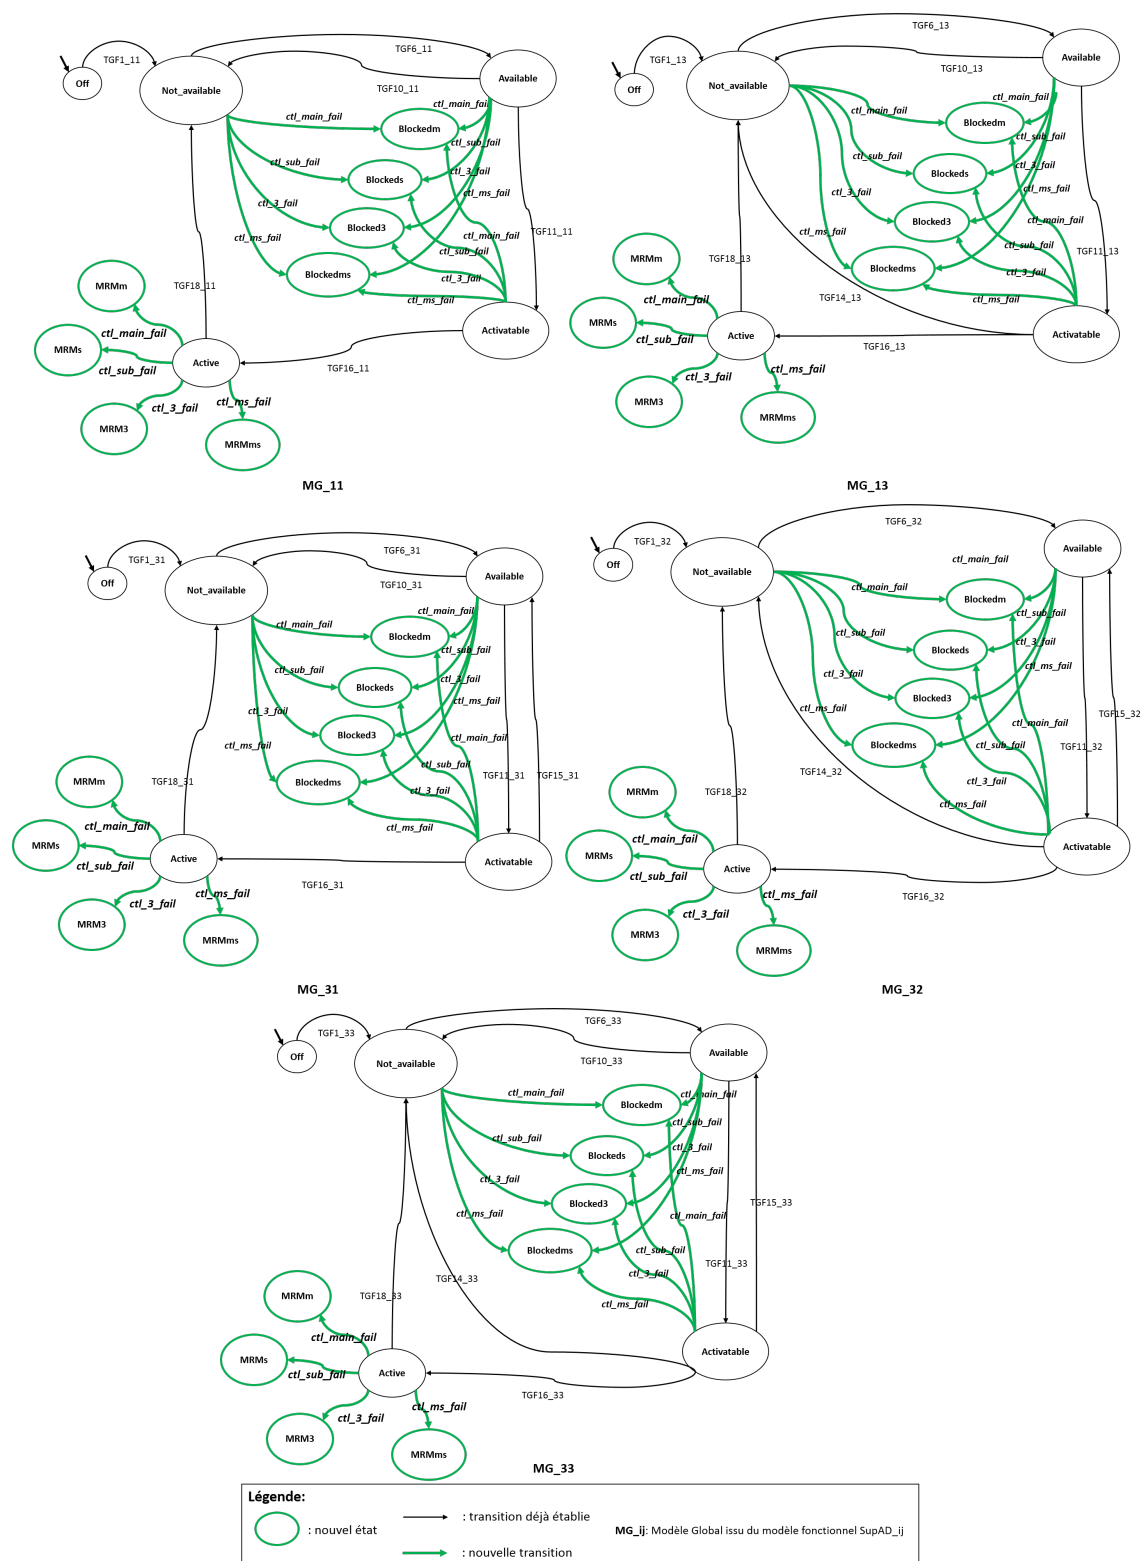 TGF1_11
TGF6_11
Off
Not_available
Available
TGF10_11
ctl_main_fail
ctl_main_fail
Blockedm
ctl_sub_fail
ctl_sub_fail
Blockeds
ctl_3_fail
ctl_ms_fail
ctl_3_fail
Blocked3
ctl_main_fail
TGF11_11
ctl_ms_fail
ctl_sub_fail
Blockedms
ctl_3_fail
ctl_ms_fail
TGF18_11
MRMm
ctl_main_fail
Activatable
MRMs
Active
ctl_sub_fail
TGF16_11
ctl_3_fail
ctl_ms_fail
MRM3
MRMms
MG_11
TGF6_13
TGF1_13
Off
Not_available
Available
TGF10_13
ctl_main_fail
ctl_main_fail
Blockedm
ctl_sub_fail
ctl_sub_fail
ctl_3_fail
Blockeds
ctl_3_fail
ctl_ms_fail
Blocked3
ctl_main_fail
ctl_ms_fail
ctl_sub_fail
TGF11_13
MRMm
TGF18_13
Blockedms
ctl_3_fail
ctl_main_fail
TGF14_13
ctl_ms_fail
MRMs
ctl_sub_fail
Active
Activatable
TGF16_13
ctl_3_fail
ctl_ms_fail
MRM3
MRMms
MG_13
TGF1_31
TGF6_31
Off
Not_available
Available
TGF10_31
ctl_main_fail
ctl_main_fail
Blockedm
ctl_sub_fail
ctl_sub_fail
ctl_3_fail
Blockeds
ctl_ms_fail
ctl_3_fail
Blocked3
ctl_main_fail
ctl_ms_fail
ctl_sub_fail
TGF18_31
MRMm
Blockedms
ctl_3_fail
TGF11_31
TGF15_31
ctl_main_fail
ctl_ms_fail
MRMs
ctl_sub_fail
Active
Activatable
TGF16_31
ctl_3_fail
ctl_ms_fail
MRM3
MRMms
MG_31
TGF6_32
TGF1_32
Off
Not_available
Available
ctl_main_fail
ctl_main_fail
Blockedm
ctl_sub_fail
ctl_sub_fail
ctl_3_fail
Blockeds
ctl_3_fail
ctl_ms_fail
Blocked3
ctl_ms_fail
ctl_main_fail
TGF15_32
Blockedms
ctl_sub_fail
TGF11_32
TGF14_32
ctl_3_fail
MRMm
TGF18_32
ctl_ms_fail
ctl_main_fail
MRMs
ctl_sub_fail
Active
Activatable
TGF16_32
ctl_3_fail
ctl_ms_fail
MRM3
MRMms
MG_32
TGF6_33
TGF1_33
Off
Not_available
Available
TGF10_33
ctl_main_fail
ctl_main_fail
Blockedm
ctl_sub_fail
ctl_sub_fail
ctl_3_fail
Blockeds
ctl_3_fail
ctl_ms_fail
Blocked3
TGF15_33
ctl_ms_fail
ctl_main_fail
Blockedms
ctl_sub_fail
TGF14_33
ctl_3_fail
TGF11_33
MRMm
TGF18_33
ctl_ms_fail
ctl_main_fail
MRMs
ctl_sub_fail
Active
Activatable
TGF16_33
ctl_3_fail
ctl_ms_fail
MRM3
MRMms
MG_33
Légende:
: nouvel état
: transition déjà établie
MG_ij: Modèle Global issu du modèle fonctionnel SupAD_ij
: nouvelle transition